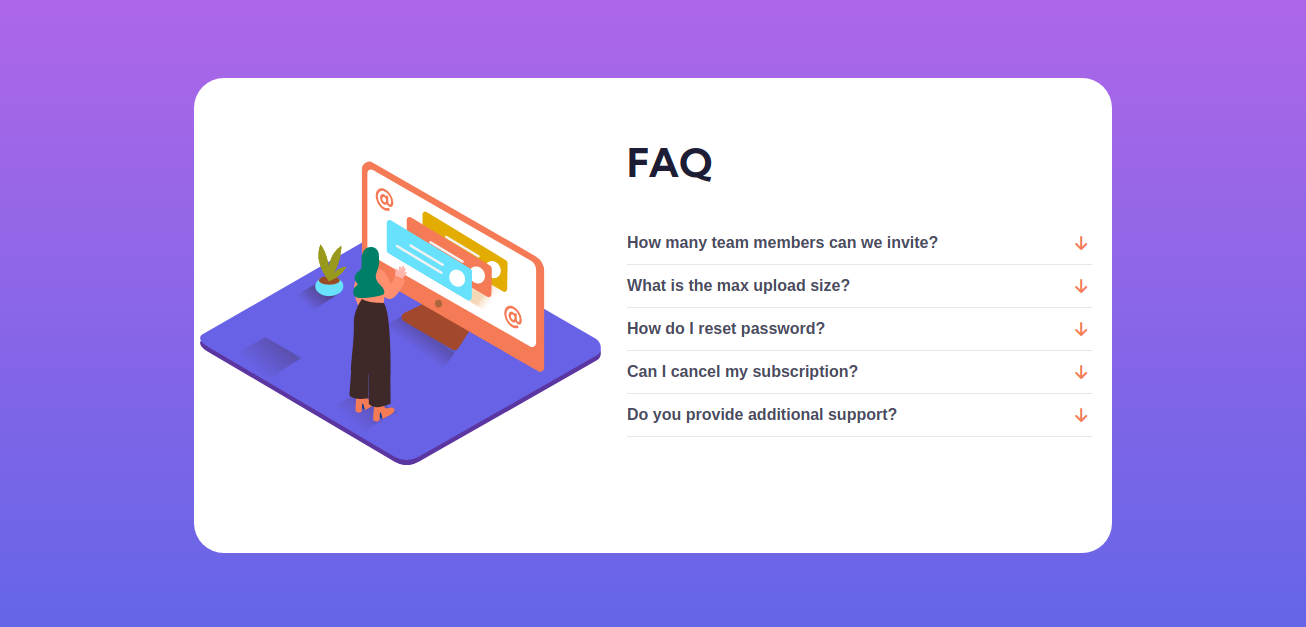 FAQ
How many team members can we invite?
What is the max upload size?
How do I reset password?
Can I cancel my subscription?
Do you provide additional support?
@
@